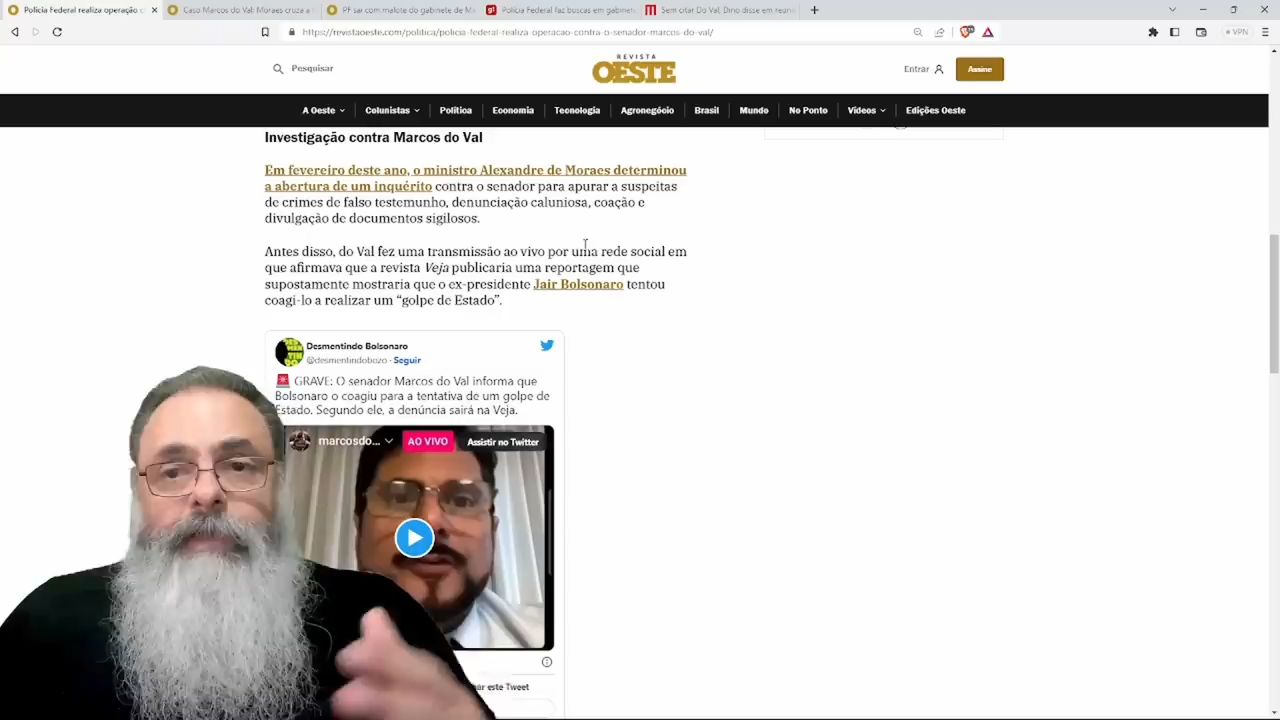 Polícia Federal realiza operação c
Caso Marcos do Val: Moraes cruza a
PF sai com malote do gabinete de M
Polícia Federal faz buscas em gabinet
Sem citar Do Val, Dino disse em reun
https://revistaoeste.com/politica/policia-federal-realiza-operacao-contra-o-senador-marcos-do-val/
VPN
Pesquisar
REVISTA
OESTE
Entrar
Assine
A Oeste
Colunistas
Política
Economia
Tecnologia
Agronegócio
Brasil
Mundo
No Ponto
Vídeos
Edições Oeste
Investigação contra Marcos do Val
Em fevereiro deste ano, o ministro Alexandre de Moraes determinou
a abertura de um inquérito contra o senador para apurar a suspeitas
de crimes de falso testemunho, denunciação caluniosa, coação e
divulgação de documentos sigilosos.
Antes disso, do Val fez uma transmissão ao vivo por uma rede social em
que afirmava que a revista Veja publicaria uma reportagem que
supostamente mostraria que o ex-presidente Jair Bolsonaro tentou
coagi-lo a realizar um “golpe de Estado”.
Desmentindo Bolsonaro
@desmentindobozo · Seguir
GRAVE: O senador Marcos do Val informa que
Bolsonaro o coagiu para a tentativa de um golpe de
Estado. Segundo ele, a denúncia sairá na Veja.
marcosdo...
AO VIVO
Assistir no Twitter
este Tweet